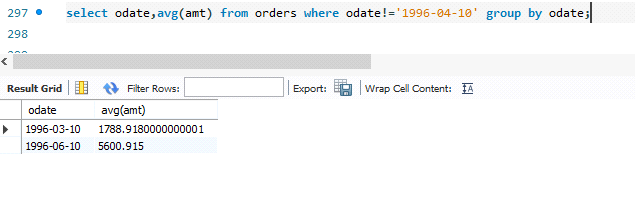 297 select odate,avg(amt) from orders where odate!='1996-04-10' group by odate;
298
Result Grid Filter Rows: Export: Wrap Cell Content: IA
odate avg(amt)
1996-03-10 1788.9180000000001
1996-06-10 5600.915